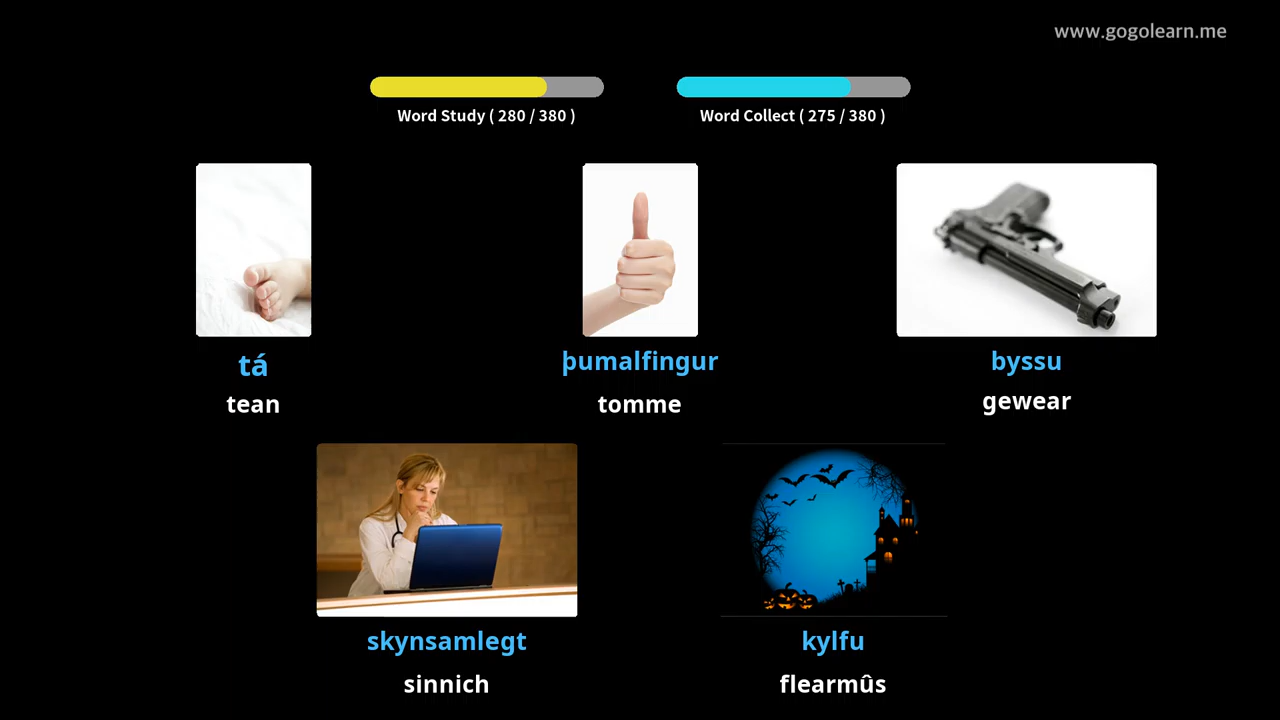 www.gogolearn.me
Word Study ( 280 / 380 )
Word Collect ( 275 / 380 )
tá
tean
þumalfingur
tomme
byssu
gewear
skynsamlegt
sinnich
kylfu
flearmûs